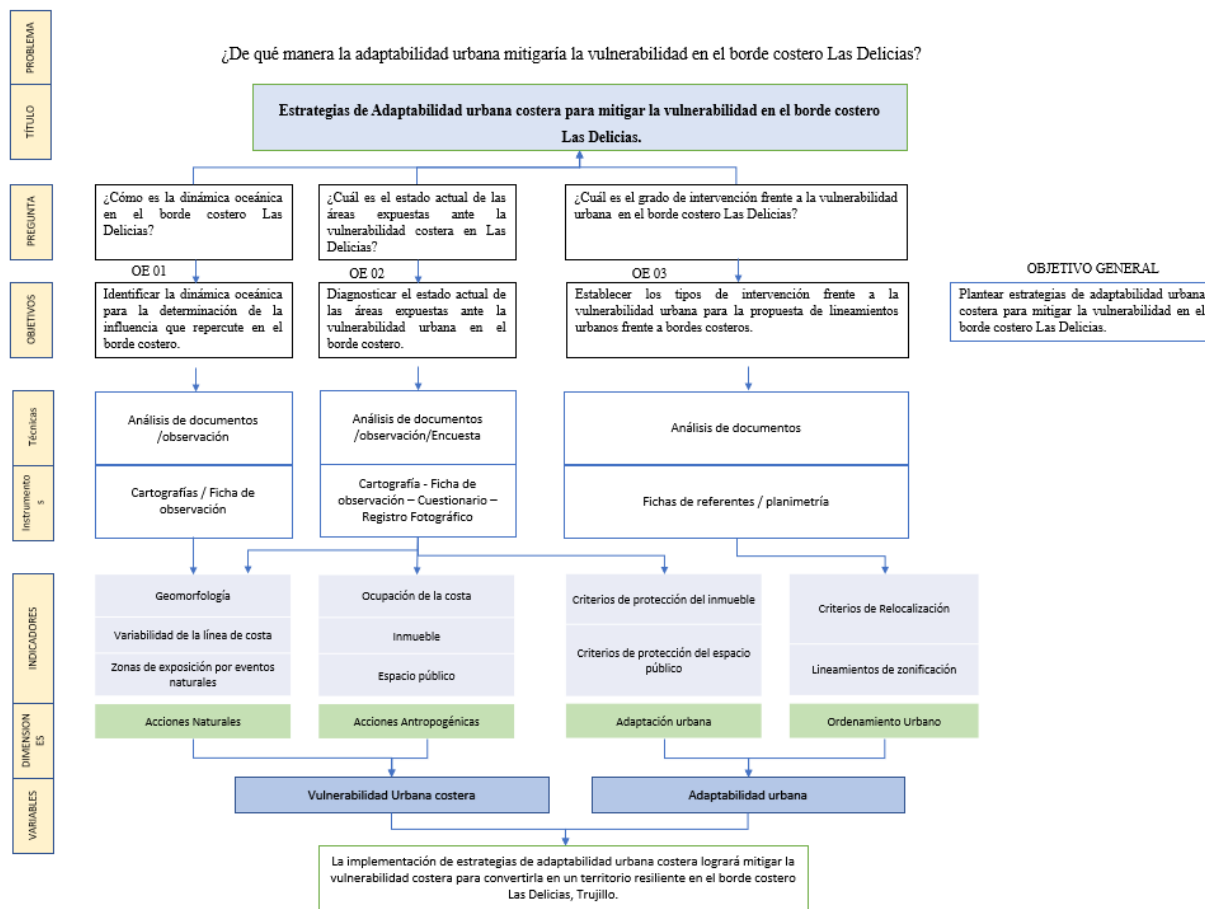 PROBLEMA
¿De qué manera la adaptabilidad urbana mitigaría la vulnerabilidad en el borde costero Las Delicias?
TÍTULO
Estrategias de Adaptabilidad urbana costera para mitigar la vulnerabilidad en el borde costero
Las Delicias.
PREGUNTA
¿Cómo es la dinámica oceánica
en el borde costero Las
Delicias?
¿Cuál es el estado actual de las
áreas expuestas ante la
vulnerabilidad costera en Las
Delicias?
¿Cuál es el grado de intervención frente a la vulnerabilidad
urbana en el borde costero Las Delicias?
OBJETIVOS
OE 01
Identificar la dinámica oceánica
para la determinación de la
influencia que repercute en el
borde costero.
OE 02
Diagnosticar el estado actual de
las áreas expuestas ante la
vulnerabilidad urbana en el
borde costero.
OE 03
Establecer los tipos de intervención frente a la
vulnerabilidad urbana para la propuesta de lineamientos
urbanos frente a bordes costeros.
OBJETIVO GENERAL
Plantear estrategias de adaptabilidad urbana
costera para mitigar la vulnerabilidad en el
borde costero Las Delicias.
Técnicas
Análisis de documentos
/observación
Análisis de documentos
/observación/Encuesta
Análisis de documentos
Instrumento
s
Cartografías / Ficha de
observación
Cartografía - Ficha de
observación – Cuestionario –
Registro Fotográfico
Fichas de referentes / planimetría
INDICADORES
Geomorfología
Variabilidad de la línea de costa
Zonas de exposición por eventos
naturales
Ocupación de la costa
Inmueble
Espacio público
Criterios de protección del inmueble
Criterios de protección del espacio
público
Criterios de Relocalización
Lineamientos de zonificación
DIMENSION
ES
Acciones Naturales
Acciones Antropogénicas
Adaptación urbana
Ordenamiento Urbano
VARIABLES
Vulnerabilidad Urbana costera
Adaptabilidad urbana
La implementación de estrategias de adaptabilidad urbana costera logrará mitigar la
vulnerabilidad costera para convertirla en un territorio resiliente en el borde costero
Las Delicias, Trujillo.